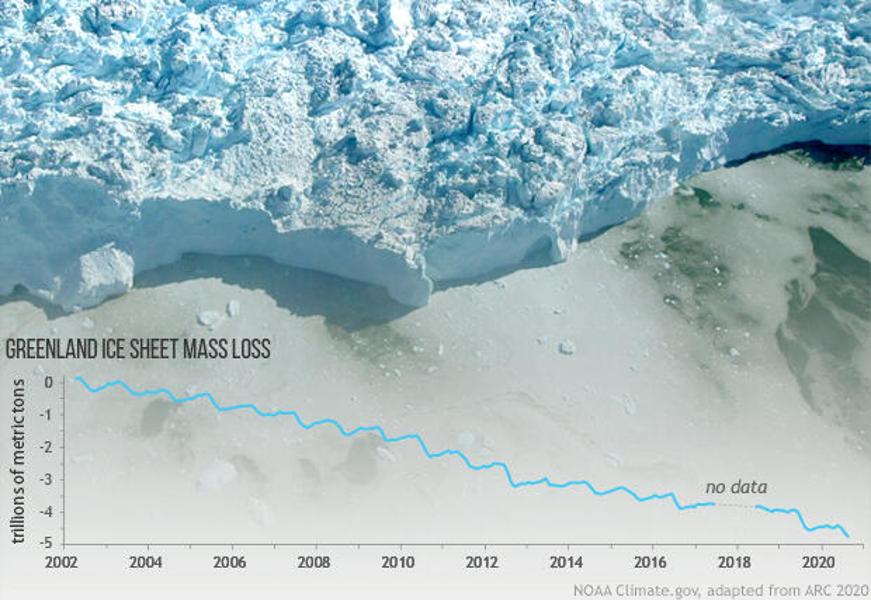 GREENLAND ICE SHEET MASS LOSS
trillions of metric tons
0
-1
-2
-3
-4
-5
no data
2002 2004 2006 2008 2010 2012 2014 2016 2018 2020
NOAA Climate.gov, adapted from ARC 2020